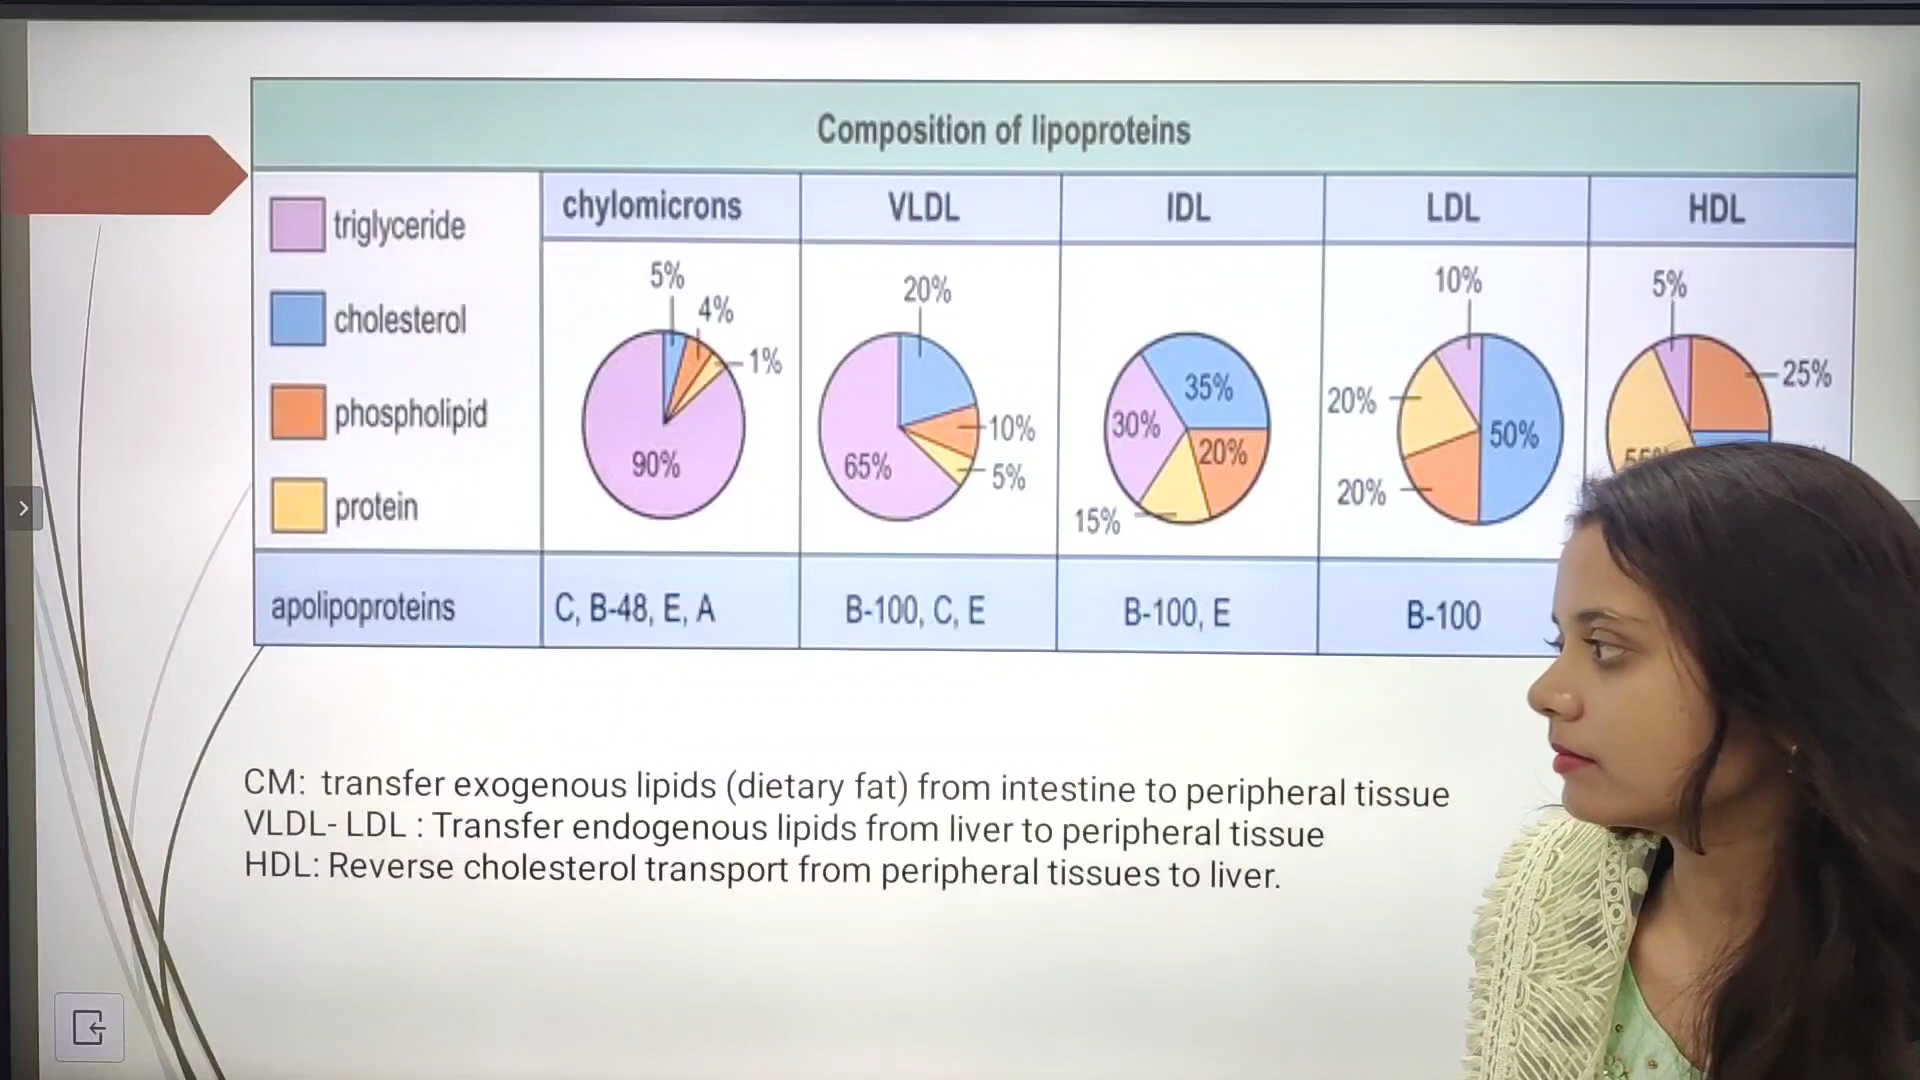 Composition of lipoproteins
chylomicrons VLDL IDL LDL HDL
triglyceride
cholesterol
phospholipid
protein
5%
4%
1%
90%
20%
10%
5%
65%
35%
30%
20%
15%
10%
20%
50%
20%
5%
25%
apolipoproteins C, B-48, E, A B-100, C, E B-100, E B-100
CM: transfer exogenous lipids (dietary fat) from intestine to peripheral tissue
VLDL- LDL : Transfer endogenous lipids from liver to peripheral tissue
HDL: Reverse cholesterol transport from peripheral tissues to liver.